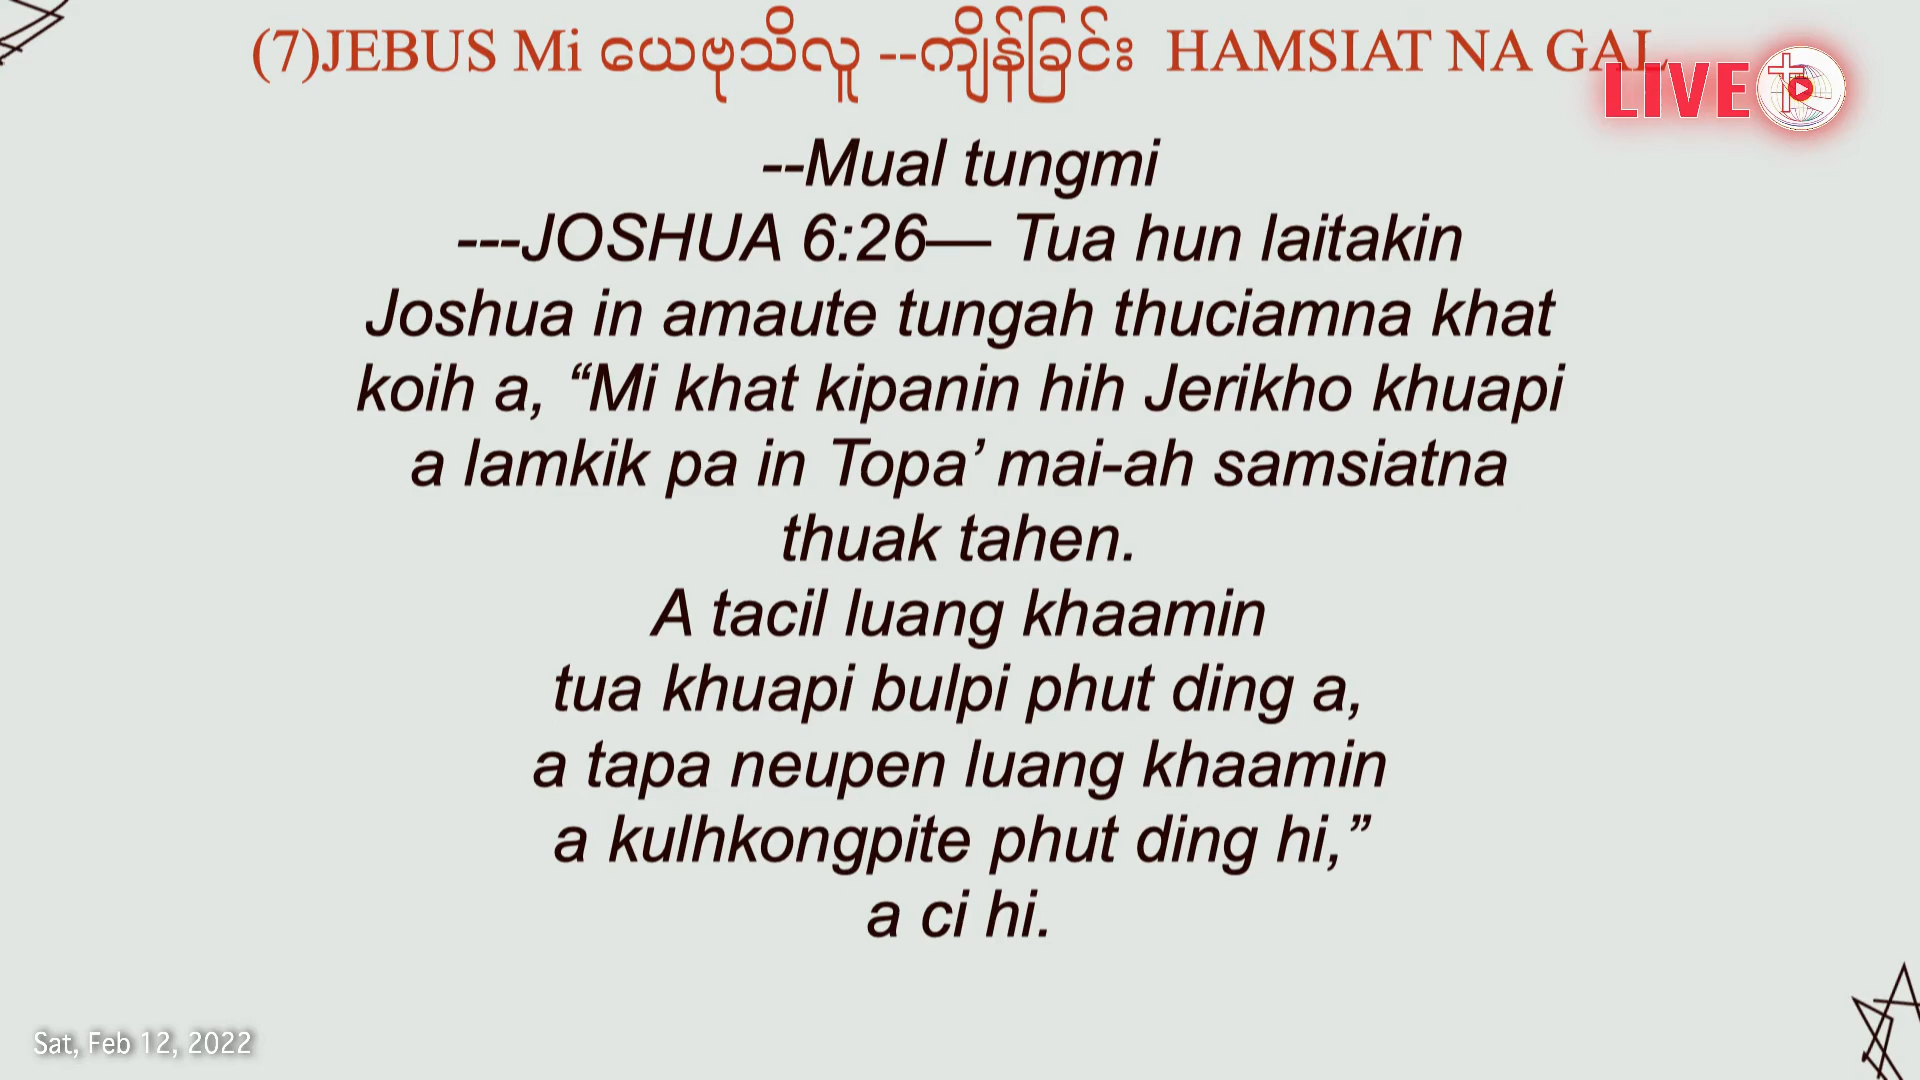 (7)JEBUS Mi ယေဗုသိလူ --ကျိန်ခြင်း HAMSIAT NA GAL
LIVE
--Mual tungmi
---JOSHUA 6:26— Tua hun laitakin
Joshua in amaute tungah thuciamna khat
koih a, “Mi khat kipanin hih Jerikho khuapi
a lamkik pa in Topa’ mai-ah samsiatna
thuak tahen.
A tacil luang khaamin
tua khuapi bulpi phut ding a,
a tapa neupen luang khaamin
a kulhkongpite phut ding hi,”
a ci hi.
Sat, Feb 12, 2022